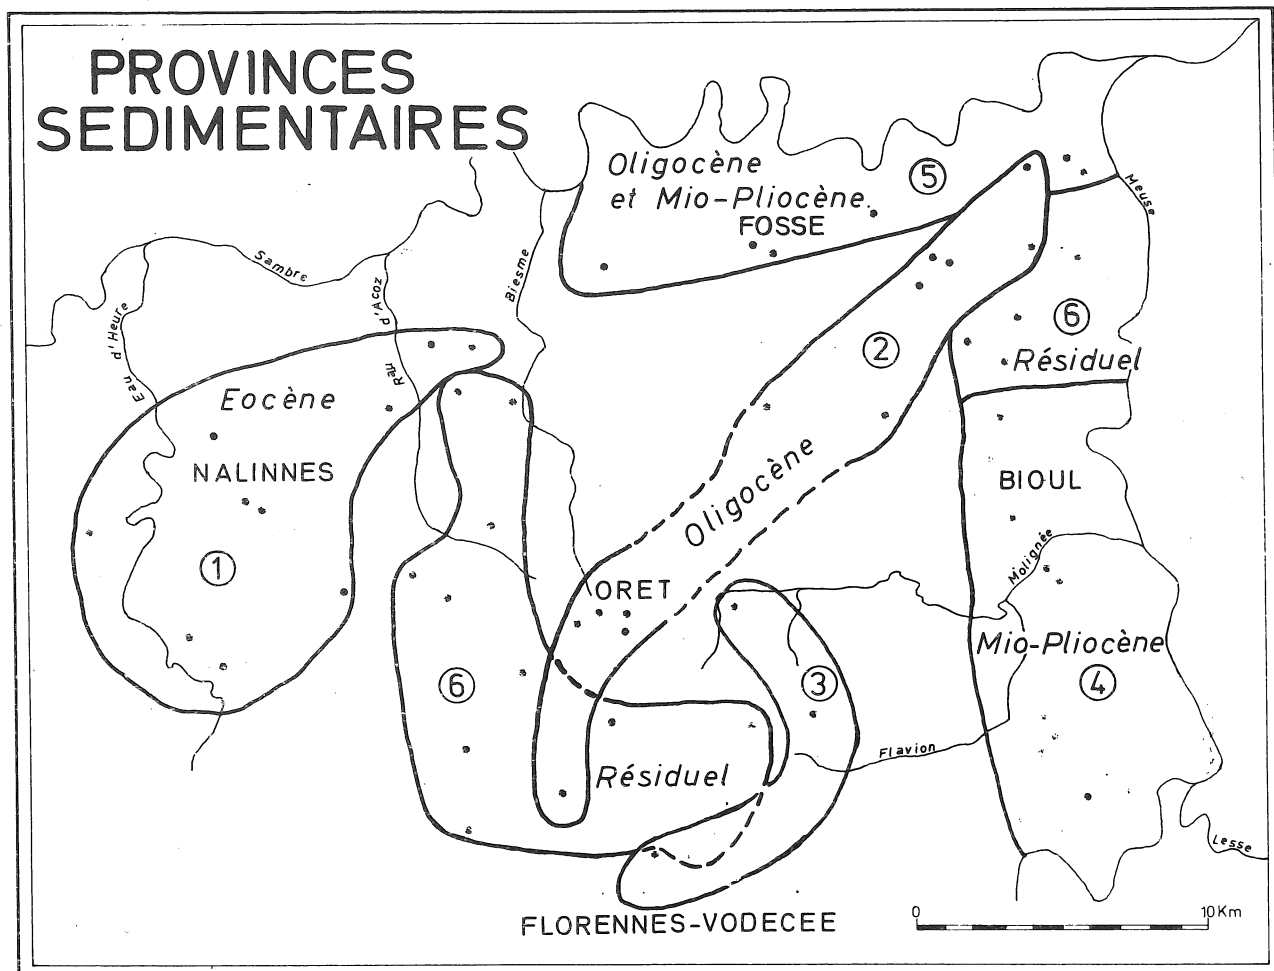 PROVINCES
SEDIMENTAIRES
Oligocène
et Mio-Pliocène.
FOSSE
5
Meuse
Sambre
Biesme
Rau d'Acoz
Eau d'Heure
6
Résiduel
2
Eocène
NALINNES
1
Oligocène
BIOUL
Molignée
ORET
Mio-Pliocène
4
3
6
Flavion
Résiduel
Lesse
FLORENNES-VODECEE
0 10Km